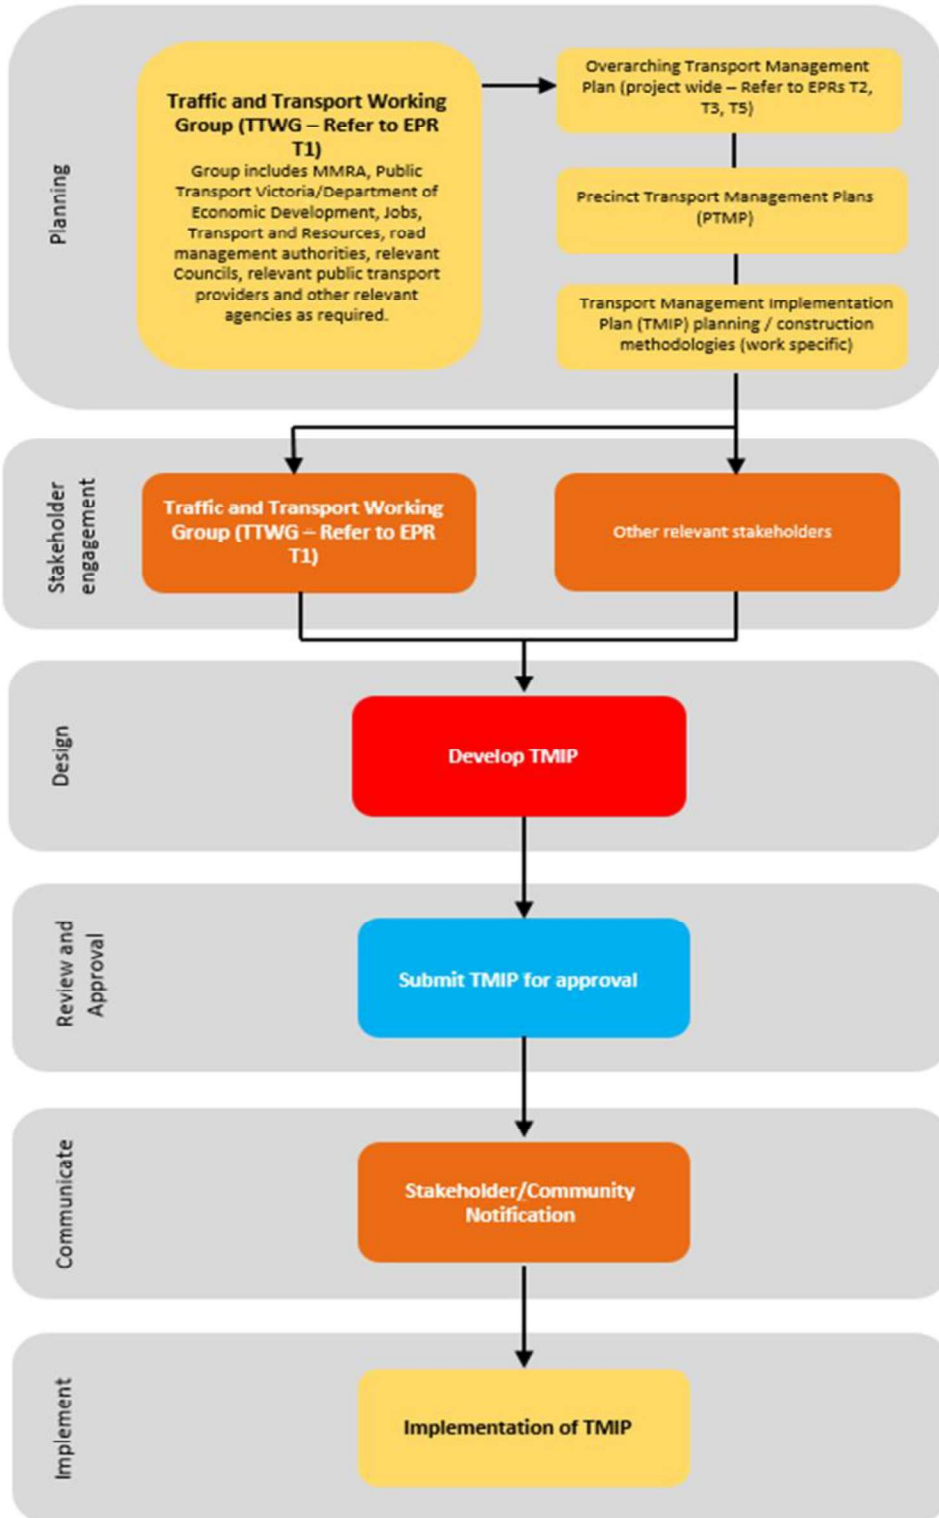 Planning
Traffic and Transport Working
Group (TTWG – Refer to EPR
T1)
Group includes MMRA, Public
Transport Victoria/Department of
Economic Development, Jobs,
Transport and Resources, road
management authorities, relevant
Councils, relevant public transport
providers and other relevant
agencies as required.
Overarching Transport Management
Plan (project wide – Refer to EPRs T2,
T3, T5)
Precinct Transport Management Plans
(PTMP)
Transport Management Implementation
Plan (TMIP) planning / construction
methodologies (work specific)
Stakeholder
engagement
Traffic and Transport Working
Group (TTWG – Refer to EPR
T1)
Other relevant stakeholders
Design
Develop TMIP
Review and
Approval
Submit TMIP for approval
Communicate
Stakeholder/Community
Notification
Implement
Implementation of TMIP